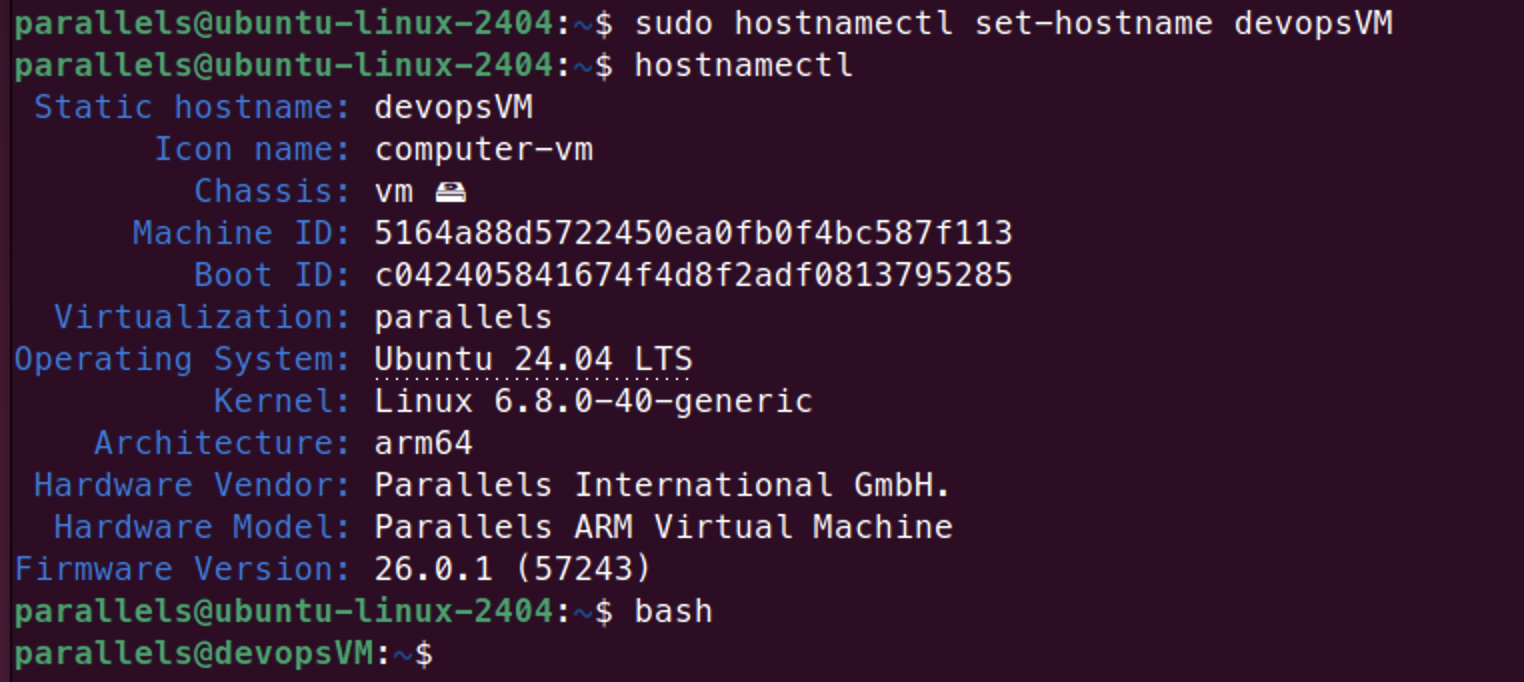 parallels@ubuntu-linux-2404:~$ sudo hostnamectl set-hostname devopsVM
parallels@ubuntu-linux-2404:~$ hostnamectl
Static hostname: devopsVM
Icon name: computer-vm
Chassis: vm 🖴
Machine ID: 5164a88d5722450ea0fb0f4bc587f113
Boot ID: c042405841674f4d8f2adf0813795285
Virtualization: parallels
Operating System: Ubuntu 24.04 LTS
Kernel: Linux 6.8.0-40-generic
Architecture: arm64
Hardware Vendor: Parallels International GmbH.
Hardware Model: Parallels ARM Virtual Machine
Firmware Version: 26.0.1 (57243)
parallels@ubuntu-linux-2404:~$ bash
parallels@devopsVM:~$